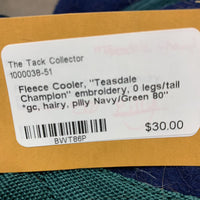 The Tack Collector
1000038-51
Fleece Cooler, "Teasdale
Champion" embroidery, 0 legs/tail
*gc, hairy, pilly Navy/Green 80"
$30.00
BWT86P